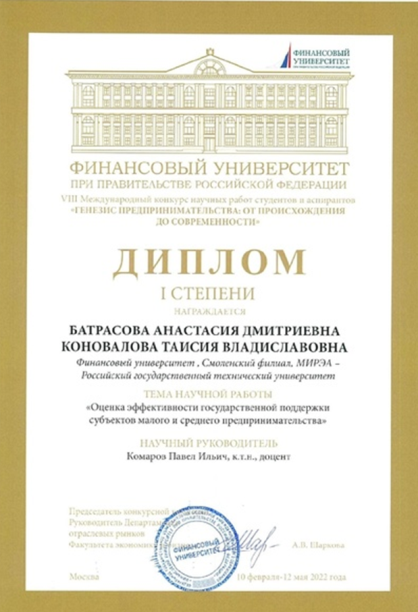 ФИНАНСОВЫЙ
УНИВЕРСИТЕТ
ФИНАНСОВЫЙ УНИВЕРСИТЕТ
ПРИ ПРАВИТЕЛЬСТВЕ РОССИЙСКОЙ ФЕДЕРАЦИИ
VIII Международный конкурс научных работ студентов и аспирантов
«ГЕНЕЗИС ПРЕДПРИНИМАТЕЛЬСТВА: ОТ ПРОИСХОЖДЕНИЯ
ДО СОВРЕМЕННОСТИ»
ДИПЛОМ
I СТЕПЕНИ
НАГРАЖДАЕТСЯ
БАТРАСОВА АНАСТАСИЯ ДМИТРИЕВНА
КОНОВАЛОВА ТАИСИЯ ВЛАДИСЛАВОВНА
Финансовый университет , Смоленский филиал, МИРЭА –
Российский государственный технический университет
ТЕМА НАУЧНОЙ РАБОТЫ
«Оценка эффективности государственной поддержки
субъектов малого и среднего предпринимательства»
НАУЧНЫЙ РУКОВОДИТЕЛЬ
Комаров Павел Ильич, к.т.н., доцент
Председатель конкурсной
Руководитель Департамен
отраслевых рынков
Факультета экономи
А.В. Шаркова
ФИНАНСОВЫЙ
УНИВЕРСИТЕТ
Москва
10 февраля-12 мая 2022 года